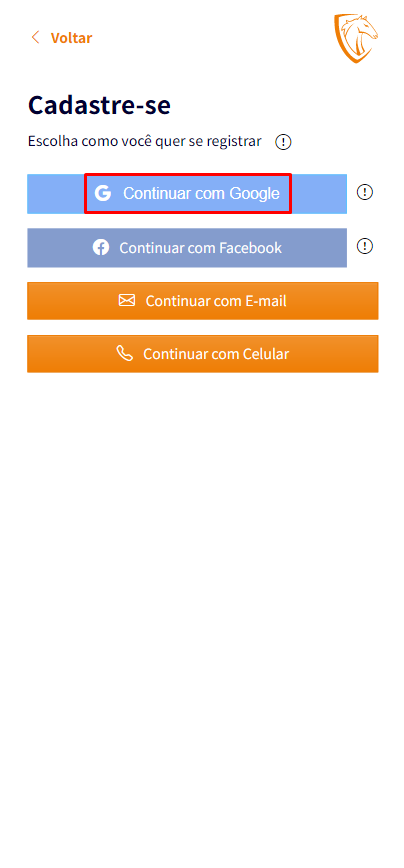 Voltar
Cadastre-se
Escolha como você quer se registrar
Continuar com Google
Continuar com Facebook
Continuar com E-mail
Continuar com Celular